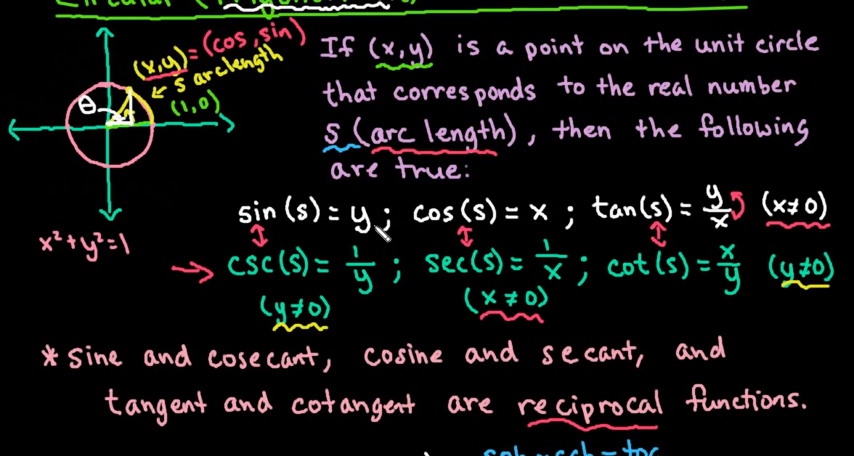 (x,y) = (cos, sin)
s arclength
(1,0)
θ
x² + y² = 1
If (x,y) is a point on the unit circle
that corresponds to the real number
s (arc length), then the following
are true:
sin(s) = y; cos(s) = x; tan(s) = y/x (x≠0)
csc(s) = 1/y; sec(s) = 1/x; cot(s) = x/y (y≠0)
(y≠0) (x≠0)
* sine and cosecant, cosine and secant, and
tangent and cotangent are reciprocal functions.